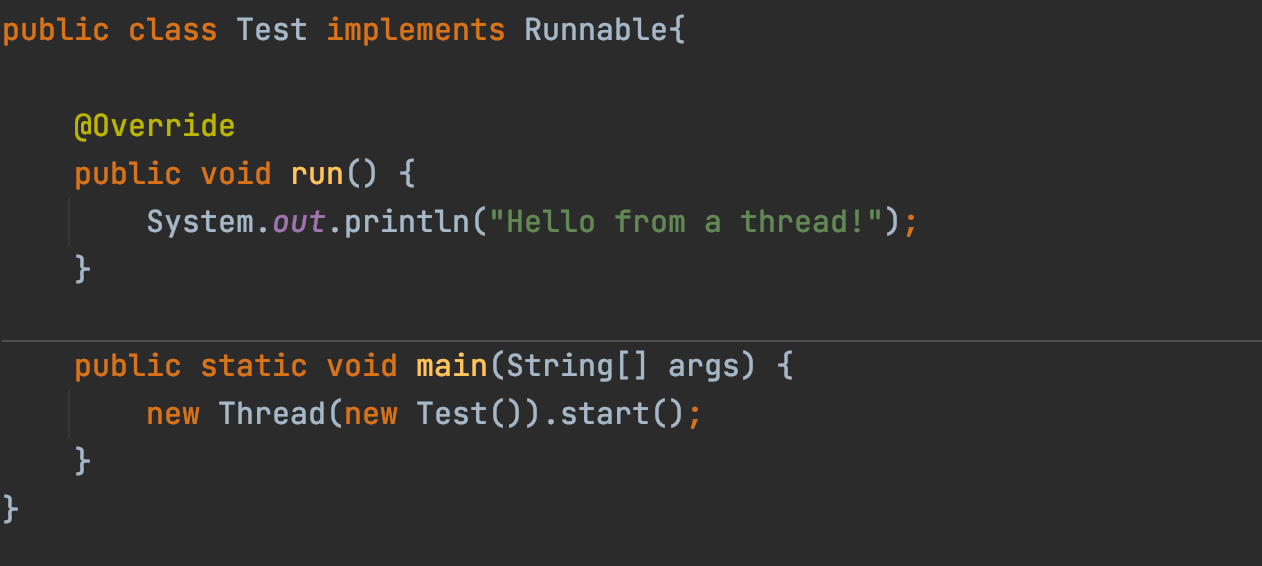 public class Test implements Runnable{
@Override
public void run() {
System.out.println("Hello from a thread!");
}
public static void main(String[] args) {
new Thread(new Test()).start();
}
}